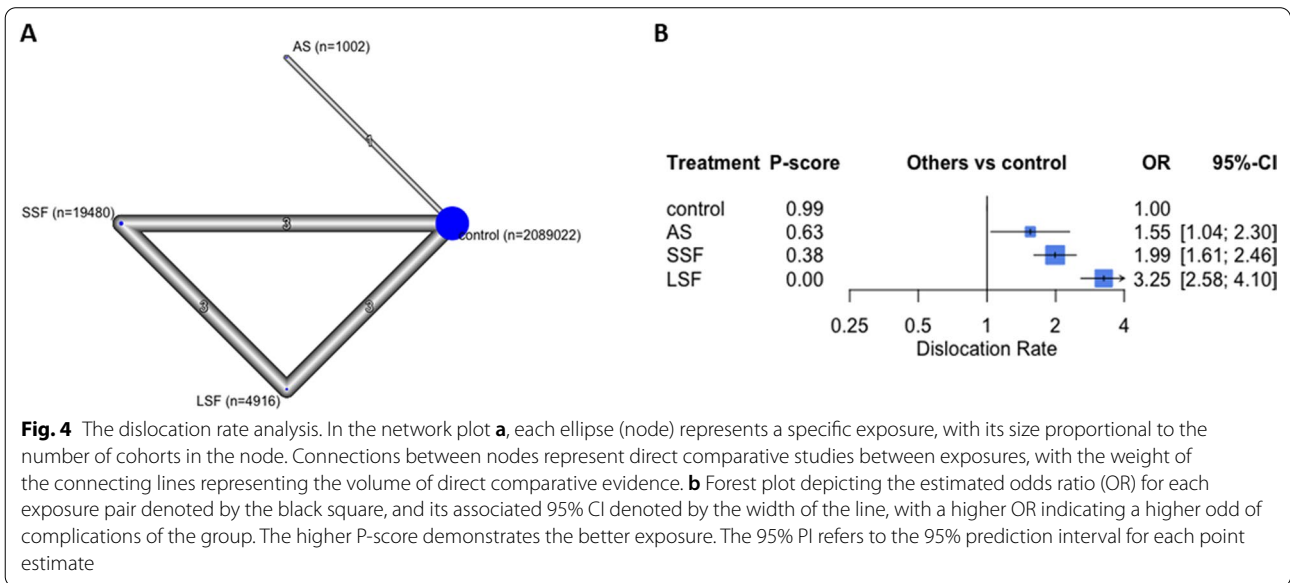 A
AS (n=1002)
1
SSF (n=19480)
3
control (n=2089022)
3
3
LSF (n=4916)
B
Treatment P-score Others vs control OR 95%-CI
control 0.99 1.00
AS 0.63 1.55 [1.04; 2.30]
SSF 0.38 1.99 [1.61; 2.46]
LSF 0.00 3.25 [2.58; 4.10]
0.25 0.5 1 2 4
Dislocation Rate
Fig. 4 The dislocation rate analysis. In the network plot a, each ellipse (node) represents a specific exposure, with its size proportional to the
number of cohorts in the node. Connections between nodes represent direct comparative studies between exposures, with the weight of
the connecting lines representing the volume of direct comparative evidence. b Forest plot depicting the estimated odds ratio (OR) for each
exposure pair denoted by the black square, and its associated 95% CI denoted by the width of the line, with a higher OR indicating a higher odd of
complications of the group. The higher P-score demonstrates the better exposure. The 95% PI refers to the 95% prediction interval for each point
estimate